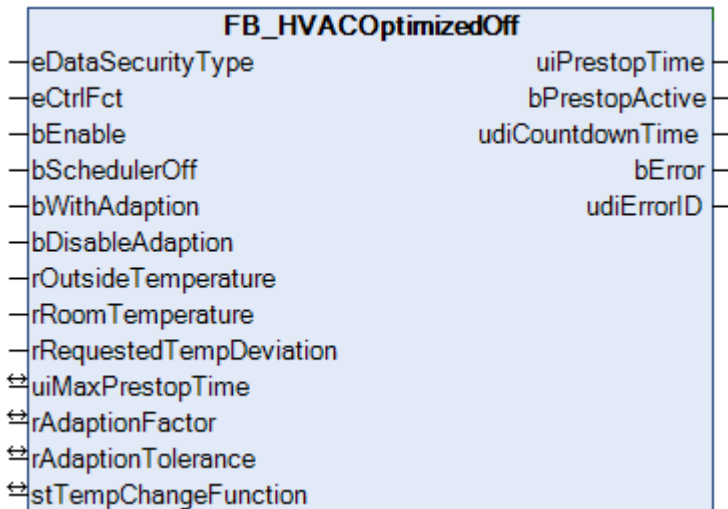 FB_HVACOptimizedOff
eDataSecurityType uiPrestopTime
eCtrlFct bPrestopActive
bEnable udiCountdownTime
bSchedulerOff bError
bWithAdaption udiErrorID
bDisableAdaption
rOutsideTemperature
rRoomTemperature
rRequestedTempDeviation
uiMaxPrestopTime
rAdaptionFactor
rAdaptionTolerance
stTempChangeFunction